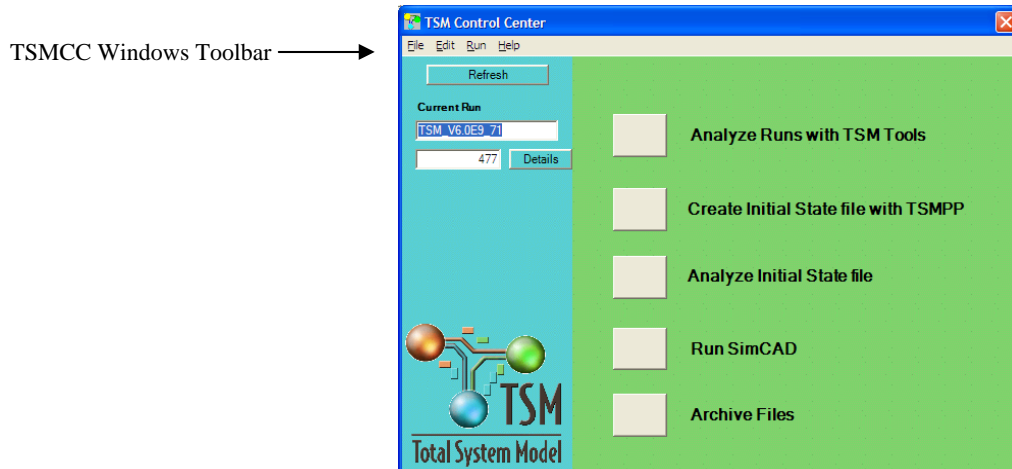 TSM Control Center
TSMCC Windows Toolbar
File Edit Run Help
Refresh
Current Run
TSM_V6.0E9_71
477 Details
Analyze Runs with TSM Tools
Create Initial State file with TSMPP
Analyze Initial State file
Run SimCAD
Archive Files
TSM
Total System Model